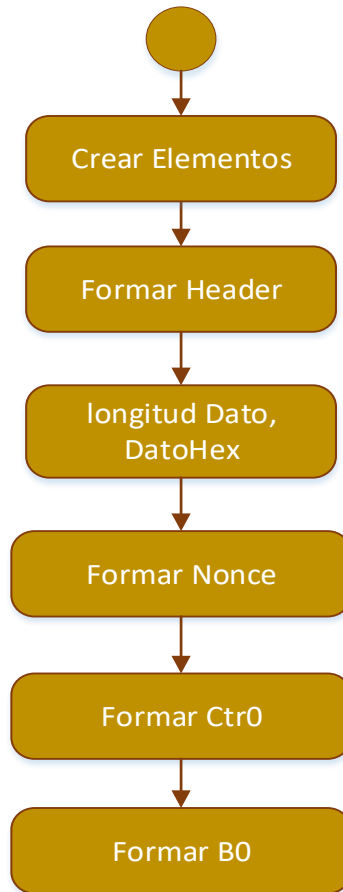 Crear Elementos
Formar Header
longitud Dato,
DatoHex
Formar Nonce
Formar Ctr0
Formar B0